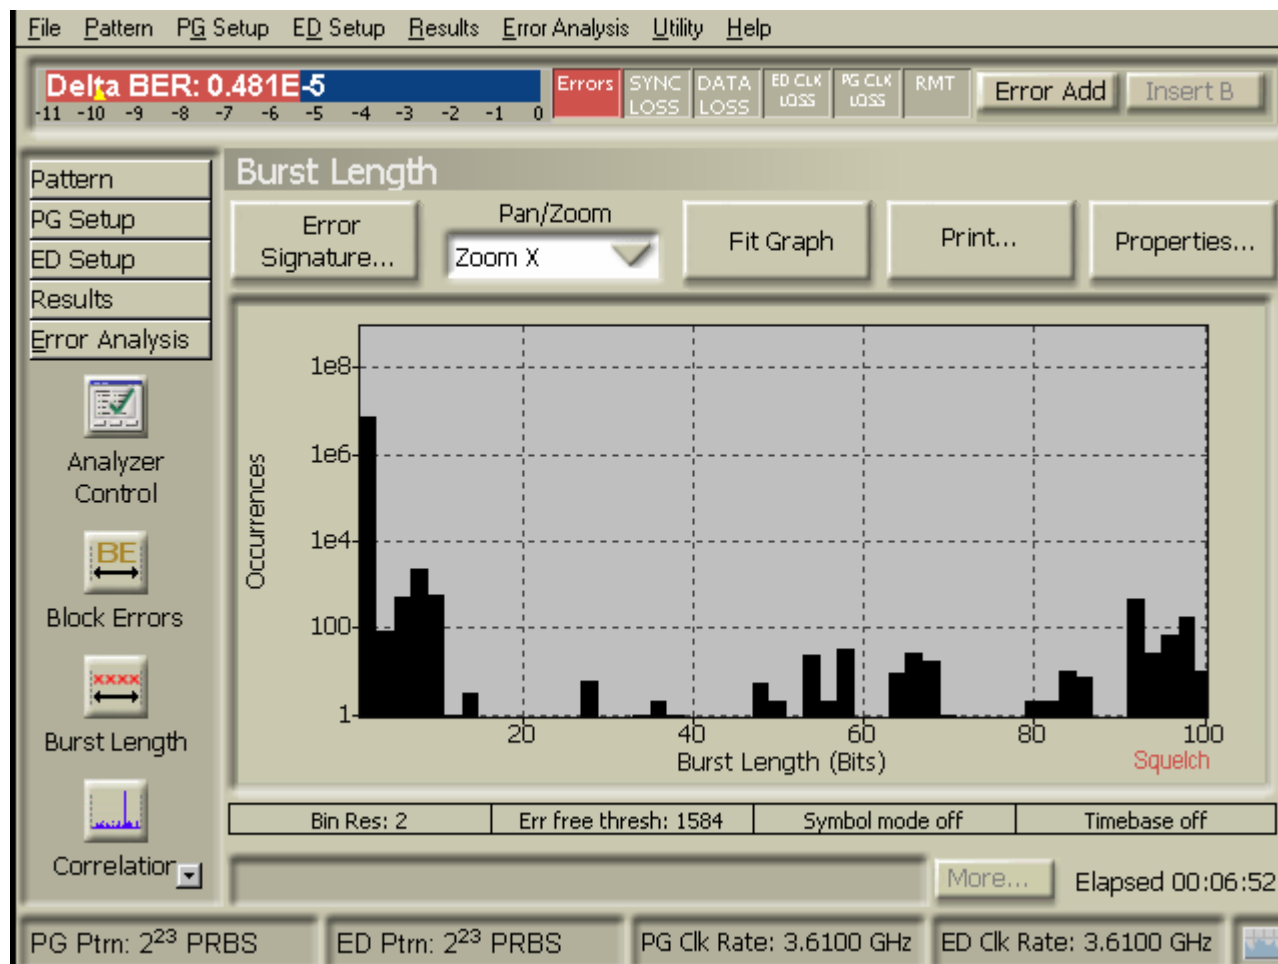 File Pattern PG Setup ED Setup Results Error Analysis Utility Help
Delta BER: 0.481E-5
-11 -10 -9 -8 -7 -6 -5 -4 -3 -2 -1 0
Errors
SYNC LOSS
DATA LOSS
ED CLK LOSS
PG CLK LOSS
RMT
Error Add
Insert B
Pattern
PG Setup
ED Setup
Results
Error Analysis
Analyzer
Control
BE
Block Errors
xxxx
Burst Length
Correlation
Burst Length
Error
Signature...
Pan/Zoom
Zoom X
Fit Graph
Print...
Properties...
Occurrences
1e8
1e6
1e4
100
1
20 40 60 80 100
Burst Length (Bits)
Squelch
Bin Res: 2 Err free thresh: 1584 Symbol mode off Timebase off
More... Elapsed 00:06:52
PG Ptrn: 2²³ PRBS ED Ptrn: 2²³ PRBS PG Clk Rate: 3.6100 GHz ED Clk Rate: 3.6100 GHz